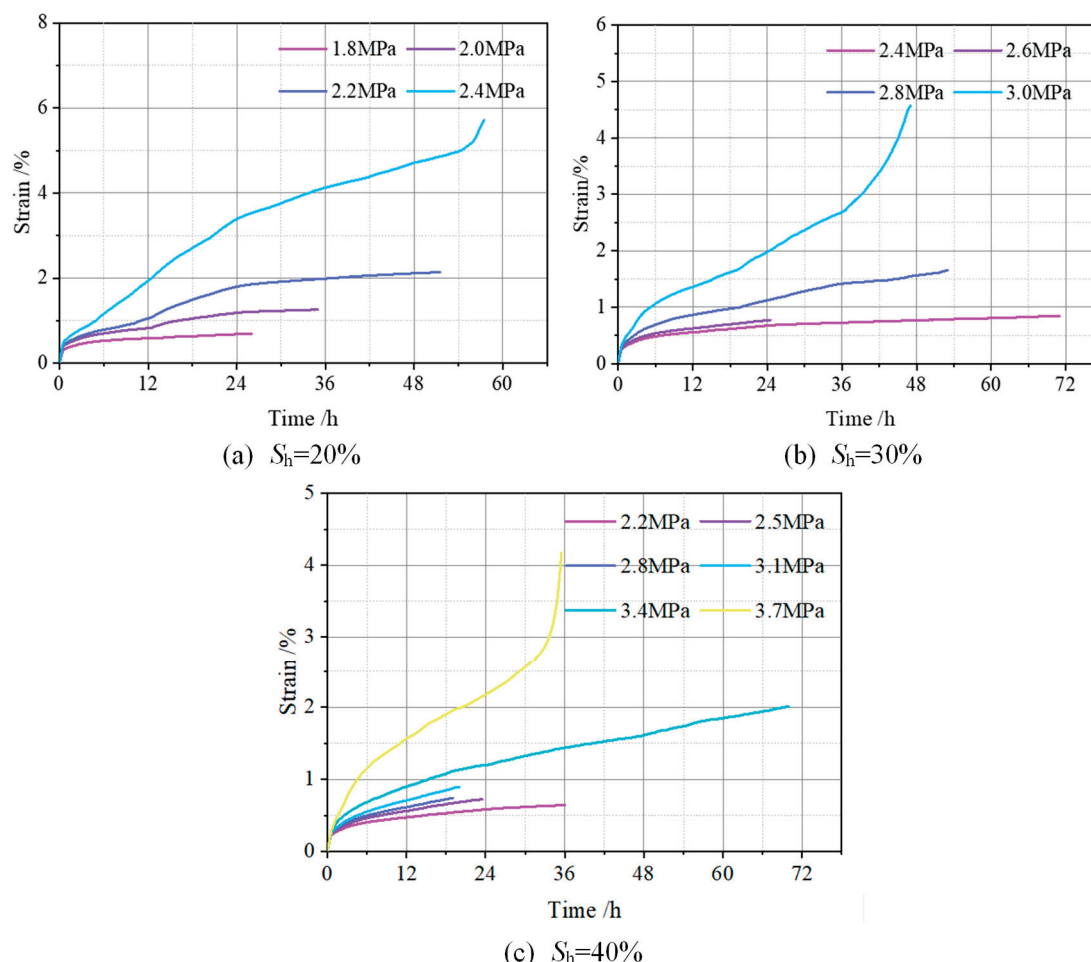 8
6
4
2
0
Strain /%
1.8MPa 2.0MPa
2.2MPa 2.4MPa
0 12 24 36 48 60
Time /h
(a) Sh=20%
6
5
4
3
2
1
0
Strain/%
2.4MPa 2.6MPa
2.8MPa 3.0MPa
0 12 24 36 48 60 72
Time /h
(b) Sh=30%
5
4
3
2
1
0
Strain /%
2.2MPa 2.5MPa
2.8MPa 3.1MPa
3.4MPa 3.7MPa
0 12 24 36 48 60 72
Time /h
(c) Sh=40%